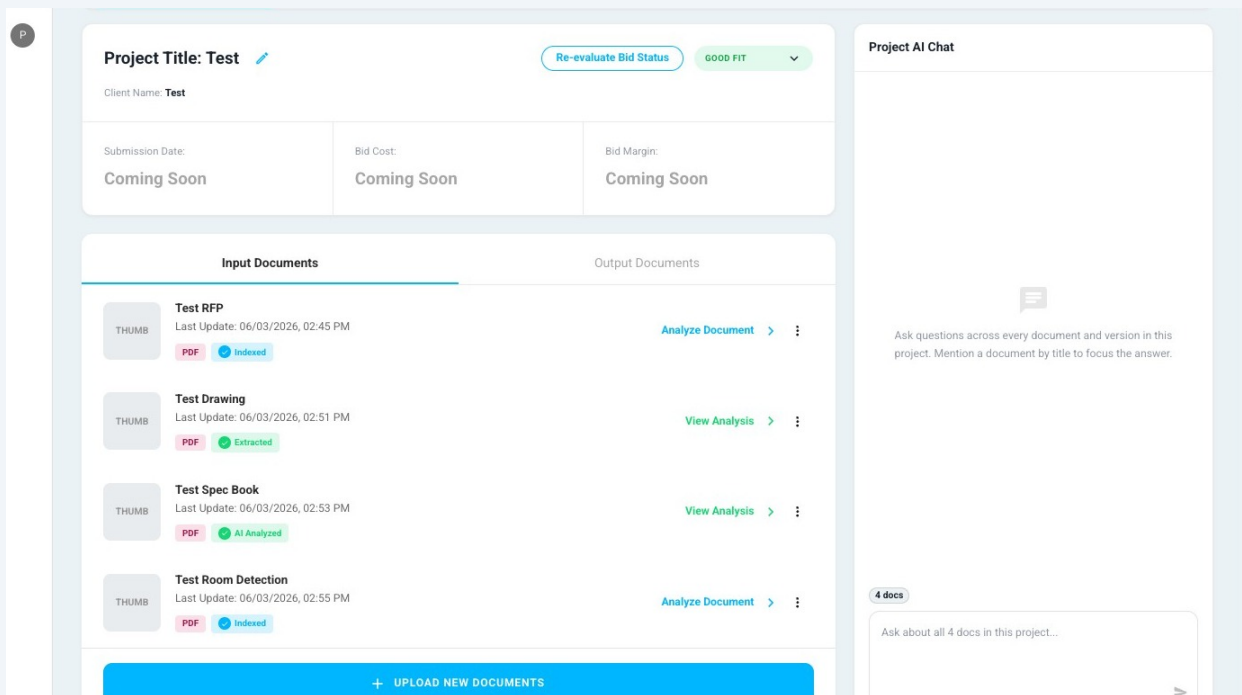 P
Project Title: Test
Re-evaluate Bid Status
GOOD FIT
Client Name: Test
Submission Date:
Coming Soon
Bid Cost:
Coming Soon
Bid Margin:
Coming Soon
Input Documents
Output Documents
THUMB
Test RFP
Last Update: 06/03/2026, 02:45 PM
PDF
Indexed
Analyze Document
THUMB
Test Drawing
Last Update: 06/03/2026, 02:51 PM
PDF
Extracted
View Analysis
THUMB
Test Spec Book
Last Update: 06/03/2026, 02:53 PM
PDF
AI Analyzed
View Analysis
THUMB
Test Room Detection
Last Update: 06/03/2026, 02:55 PM
PDF
Indexed
Analyze Document
UPLOAD NEW DOCUMENTS
Project AI Chat
Ask questions across every document and version in this
project. Mention a document by title to focus the answer.
4 docs
Ask about all 4 docs in this project...